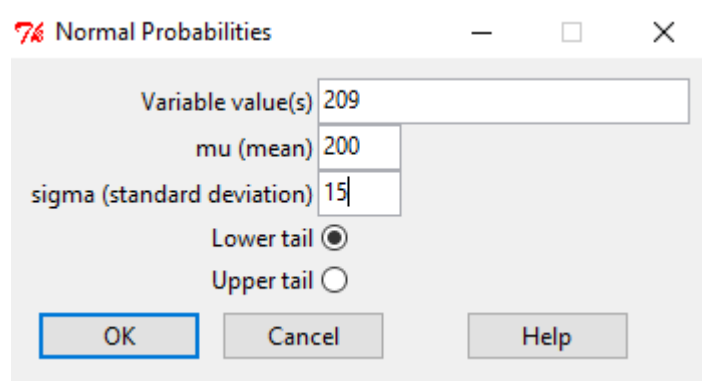 Normal Probabilities
Variable value(s) 209
mu (mean) 200
sigma (standard deviation) 15
Lower tail
Upper tail
OK Cancel Help